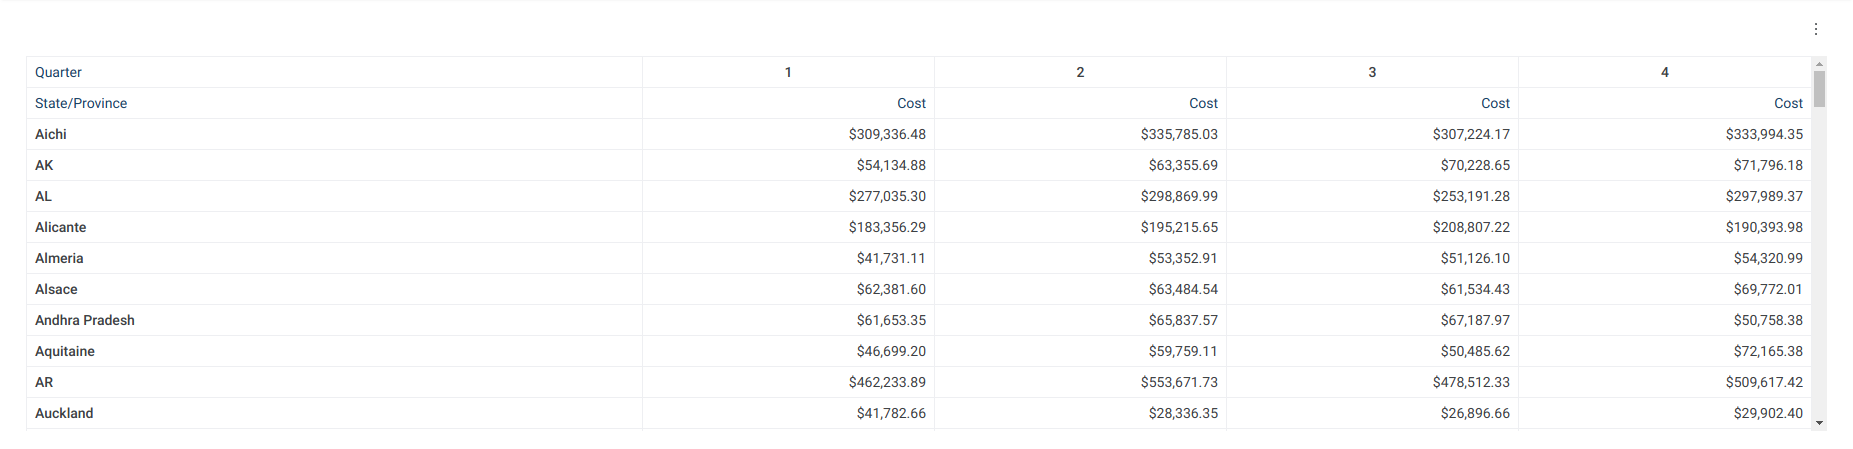 Quarter 1 2 3 4
State/Province Cost Cost Cost Cost
Aichi $309,336.48 $335,785.03 $307,224.17 $333,994.35
AK $54,134.88 $63,355.69 $70,228.65 $71,796.18
AL $277,035.30 $298,869.99 $253,191.28 $297,989.37
Alicante $183,356.29 $195,215.65 $208,807.22 $190,393.98
Almeria $41,731.11 $53,352.91 $51,126.10 $54,320.99
Alsace $62,381.60 $63,484.54 $61,534.43 $69,772.01
Andhra Pradesh $61,653.35 $65,837.57 $67,187.97 $50,758.38
Aquitaine $46,699.20 $59,759.11 $50,485.62 $72,165.38
AR $462,233.89 $553,671.73 $478,512.33 $509,617.42
Auckland $41,782.66 $28,336.35 $26,896.66 $29,902.40